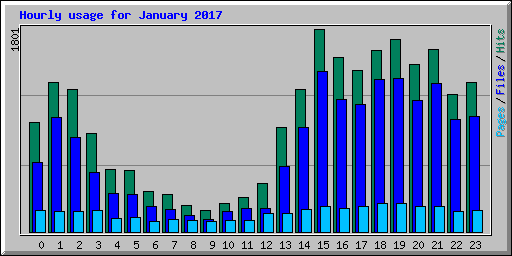 Hourly usage for January 2017
1801
0 1 2 3 4 5 6 7 8 9 10 11 12 13 14 15 16 17 18 19 20 21 22 23
Pages/Files/Hits